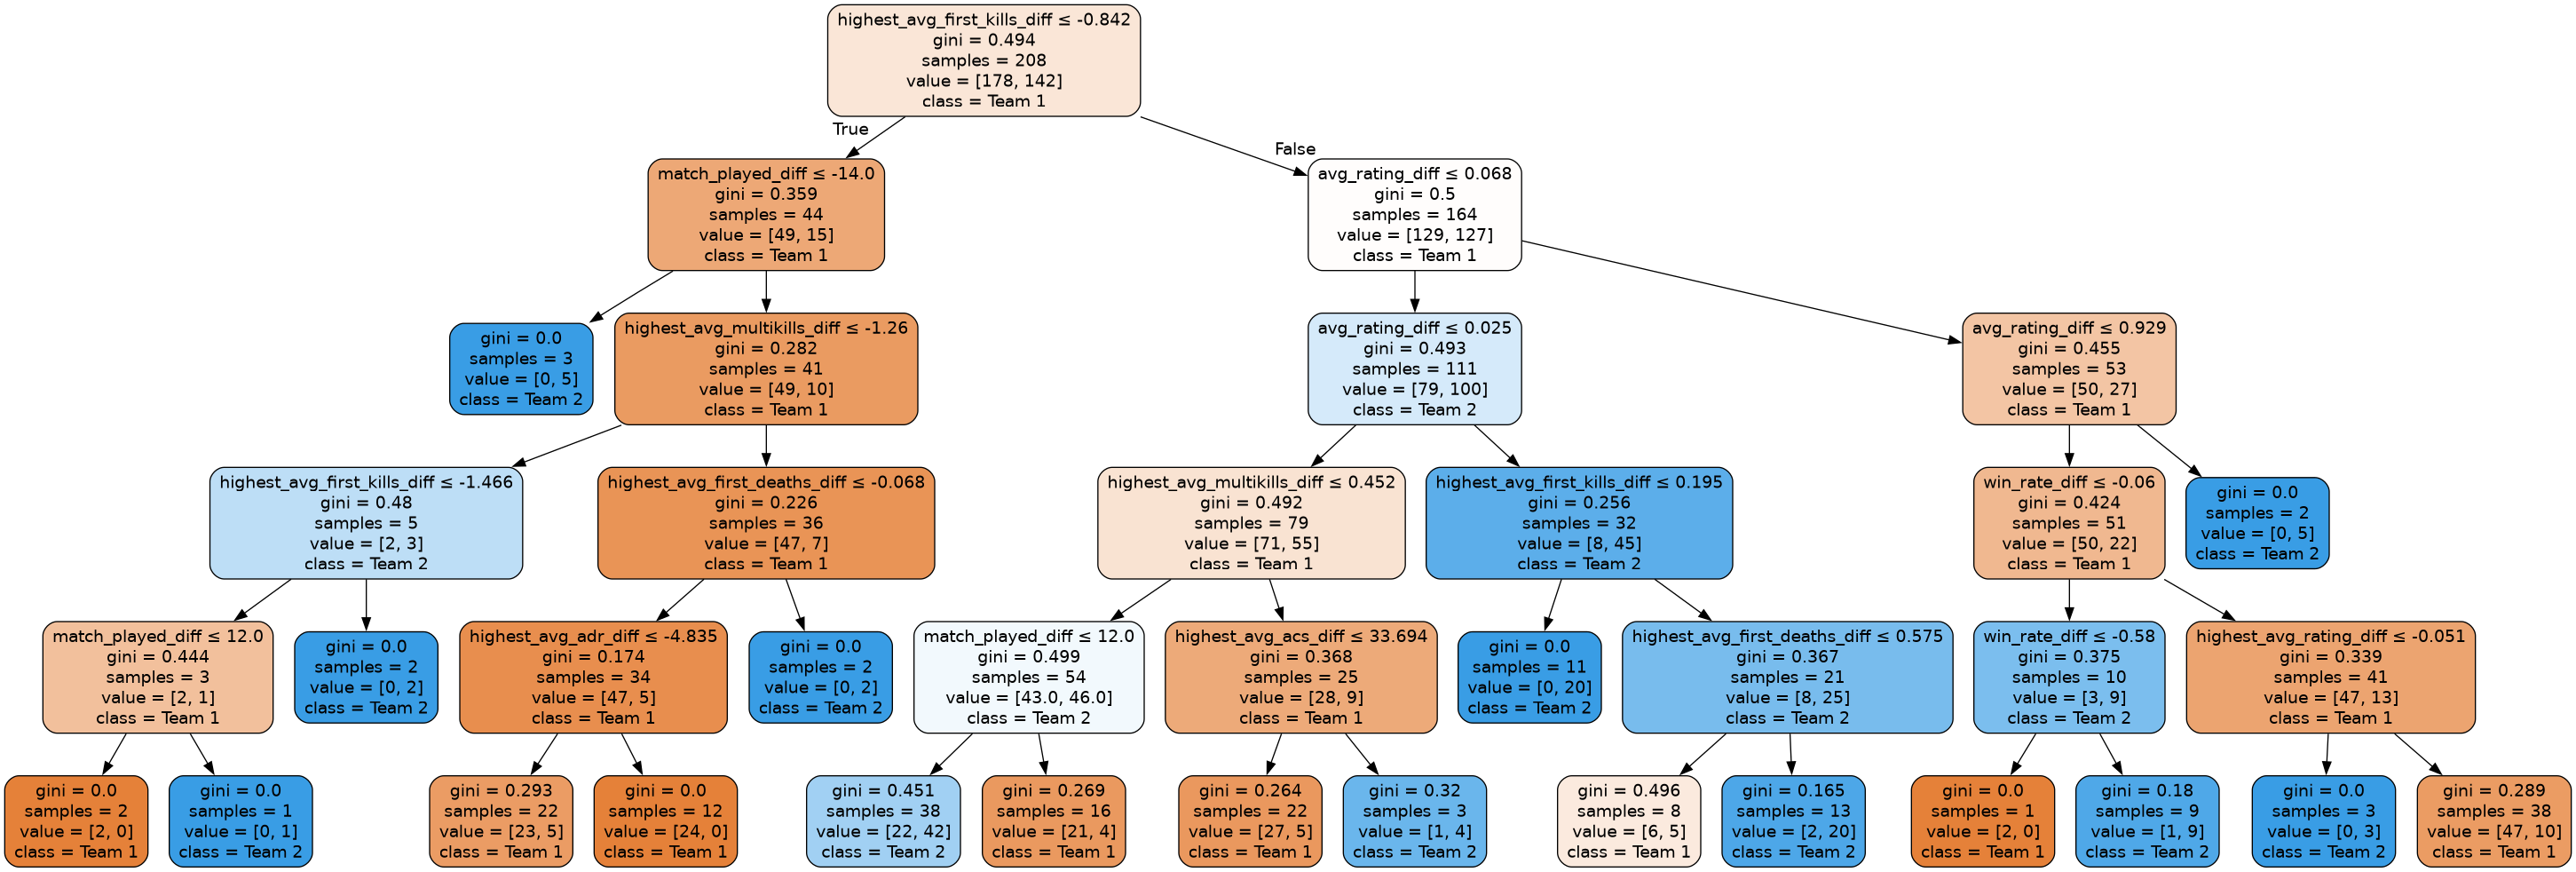 highest_avg_first_kills_diff ≤ -0.842
gini = 0.494
samples = 208
value = [178, 142]
class = Team 1
True
False
match_played_diff ≤ -14.0
gini = 0.359
samples = 44
value = [49, 15]
class = Team 1
avg_rating_diff ≤ 0.068
gini = 0.5
samples = 164
value = [129, 127]
class = Team 1
gini = 0.0
samples = 3
value = [0, 5]
class = Team 2
highest_avg_multikills_diff ≤ -1.26
gini = 0.282
samples = 41
value = [49, 10]
class = Team 1
avg_rating_diff ≤ 0.025
gini = 0.493
samples = 111
value = [79, 100]
class = Team 2
avg_rating_diff ≤ 0.929
gini = 0.455
samples = 53
value = [50, 27]
class = Team 1
highest_avg_first_kills_diff ≤ -1.466
gini = 0.48
samples = 5
value = [2, 3]
class = Team 2
highest_avg_first_deaths_diff ≤ -0.068
gini = 0.226
samples = 36
value = [47, 7]
class = Team 1
highest_avg_multikills_diff ≤ 0.452
gini = 0.492
samples = 79
value = [71, 55]
class = Team 1
highest_avg_first_kills_diff ≤ 0.195
gini = 0.256
samples = 32
value = [8, 45]
class = Team 2
win_rate_diff ≤ -0.06
gini = 0.424
samples = 51
value = [50, 22]
class = Team 1
gini = 0.0
samples = 2
value = [0, 5]
class = Team 2
match_played_diff ≤ 12.0
gini = 0.444
samples = 3
value = [2, 1]
class = Team 1
gini = 0.0
samples = 2
value = [0, 2]
class = Team 2
highest_avg_adr_diff ≤ -4.835
gini = 0.174
samples = 34
value = [47, 5]
class = Team 1
gini = 0.0
samples = 2
value = [0, 2]
class = Team 2
match_played_diff ≤ 12.0
gini = 0.499
samples = 54
value = [43.0, 46.0]
class = Team 2
highest_avg_acs_diff ≤ 33.694
gini = 0.368
samples = 25
value = [28, 9]
class = Team 1
gini = 0.0
samples = 11
value = [0, 20]
class = Team 2
highest_avg_first_deaths_diff ≤ 0.575
gini = 0.367
samples = 21
value = [8, 25]
class = Team 2
win_rate_diff ≤ -0.58
gini = 0.375
samples = 10
value = [3, 9]
class = Team 2
highest_avg_rating_diff ≤ -0.051
gini = 0.339
samples = 41
value = [47, 13]
class = Team 1
gini = 0.0
samples = 2
value = [2, 0]
class = Team 1
gini = 0.0
samples = 1
value = [0, 1]
class = Team 2
gini = 0.293
samples = 22
value = [23, 5]
class = Team 1
gini = 0.0
samples = 12
value = [24, 0]
class = Team 1
gini = 0.451
samples = 38
value = [22, 42]
class = Team 2
gini = 0.269
samples = 16
value = [21, 4]
class = Team 1
gini = 0.264
samples = 22
value = [27, 5]
class = Team 1
gini = 0.32
samples = 3
value = [1, 4]
class = Team 2
gini = 0.496
samples = 8
value = [6, 5]
class = Team 1
gini = 0.165
samples = 13
value = [2, 20]
class = Team 2
gini = 0.0
samples = 1
value = [2, 0]
class = Team 1
gini = 0.18
samples = 9
value = [1, 9]
class = Team 2
gini = 0.0
samples = 3
value = [0, 3]
class = Team 2
gini = 0.289
samples = 38
value = [47, 10]
class = Team 1